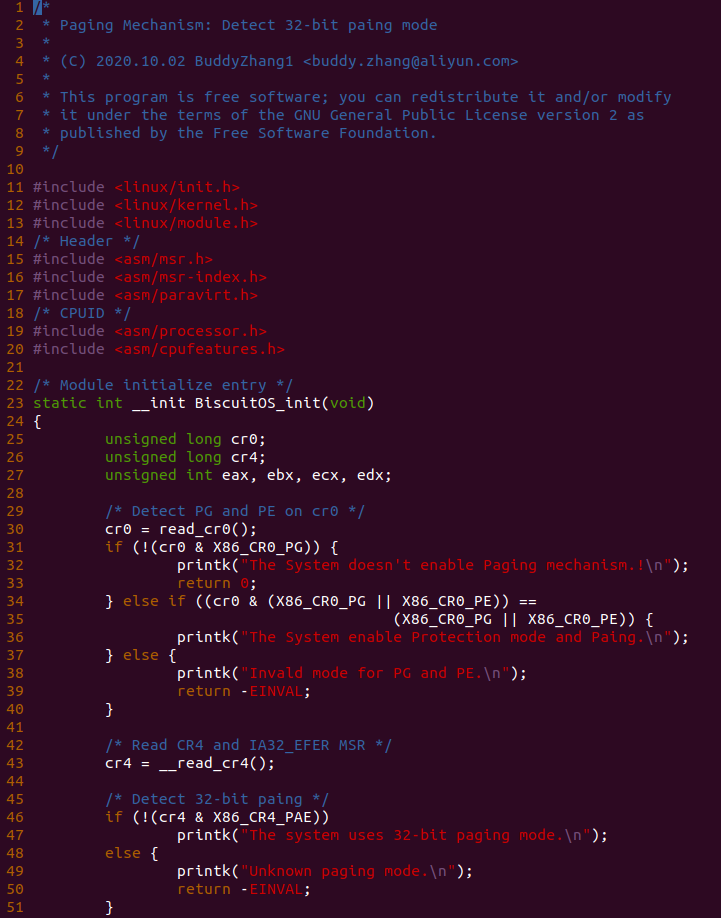 1 /*
2  * Paging Mechanism: Detect 32-bit paing mode
3  *
4  * (C) 2020.10.02 BuddyZhang1 <buddy.zhang@aliyun.com>
5  *
6  * This program is free software; you can redistribute it and/or modify
7  * it under the terms of the GNU General Public License version 2 as
8  * published by the Free Software Foundation.
9  */
10
11 #include <linux/init.h>
12 #include <linux/kernel.h>
13 #include <linux/module.h>
14 /* Header */
15 #include <asm/msr.h>
16 #include <asm/msr-index.h>
17 #include <asm/paravirt.h>
18 /* CPUID */
19 #include <asm/processor.h>
20 #include <asm/cpufeatures.h>
21
22 /* Module initialize entry */
23 static int __init BiscuitOS_init(void)
24 {
25         unsigned long cr0;
26         unsigned long cr4;
27         unsigned int eax, ebx, ecx, edx;
28
29         /* Detect PG and PE on cr0 */
30         cr0 = read_cr0();
31         if (!(cr0 & X86_CR0_PG)) {
32                 printk("The System doesn't enable Paging mechanism.!\n");
33                 return 0;
34         } else if ((cr0 & (X86_CR0_PG || X86_CR0_PE)) ==
35                                         (X86_CR0_PG || X86_CR0_PE)) {
36                 printk("The System enable Protection mode and Paing.\n");
37         } else {
38                 printk("Invald mode for PG and PE.\n");
39                 return -EINVAL;
40         }
41
42         /* Read CR4 and IA32_EFER MSR */
43         cr4 = __read_cr4();
44
45         /* Detect 32-bit paing */
46         if (!(cr4 & X86_CR4_PAE))
47                 printk("The system uses 32-bit paging mode.\n");
48         else {
49                 printk("Unknown paging mode.\n");
50                 return -EINVAL;
51         }